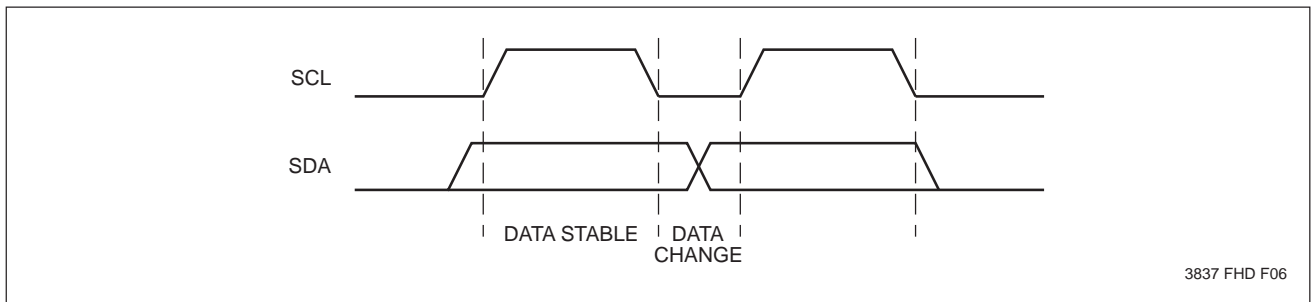 SCL
SDA
DATA STABLE
DATA
CHANGE
3837 FHD F06